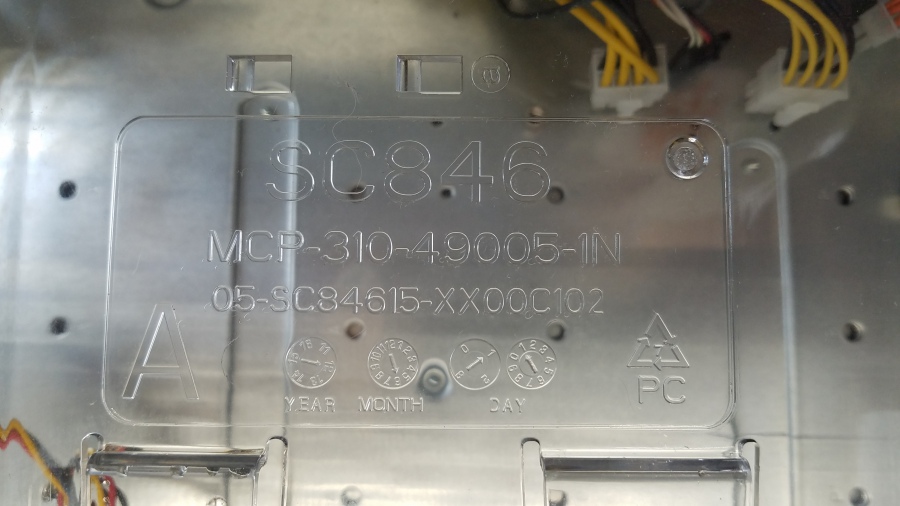 SC846
MCP-310-49005-1N
05-SC84615-XX00C102
A
YEAR MONTH DAY
PC